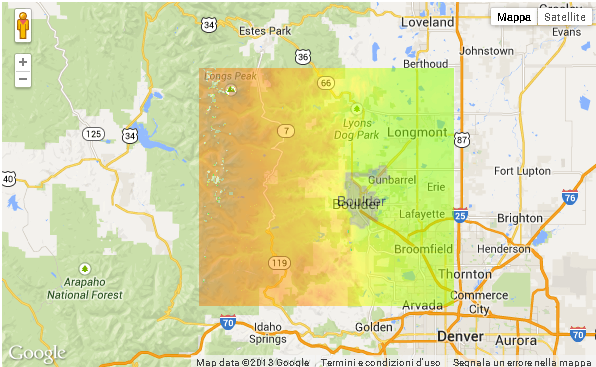 Greeley
Loveland
34
Evans
Mappa
Satellite
Estes Park
36
Johnstown
Berthoud
Longs Peak
66
Lyons
Dog Park
Longmont
7
125
34
87
40
Gunbarrel
Fort Lupton
Erie
76
Boulder
Boulder
Lafayette
25
Brighton
Broomfield
Henderson
119
Arapaho
National Forest
Thornton
Commerce
City
Arvada
70
Idaho
Springs
Golden
Denver
Aurora
70
Google
Map data ©2013 Google
Termini e condizioni d'uso
Segnala un errore nella mappa